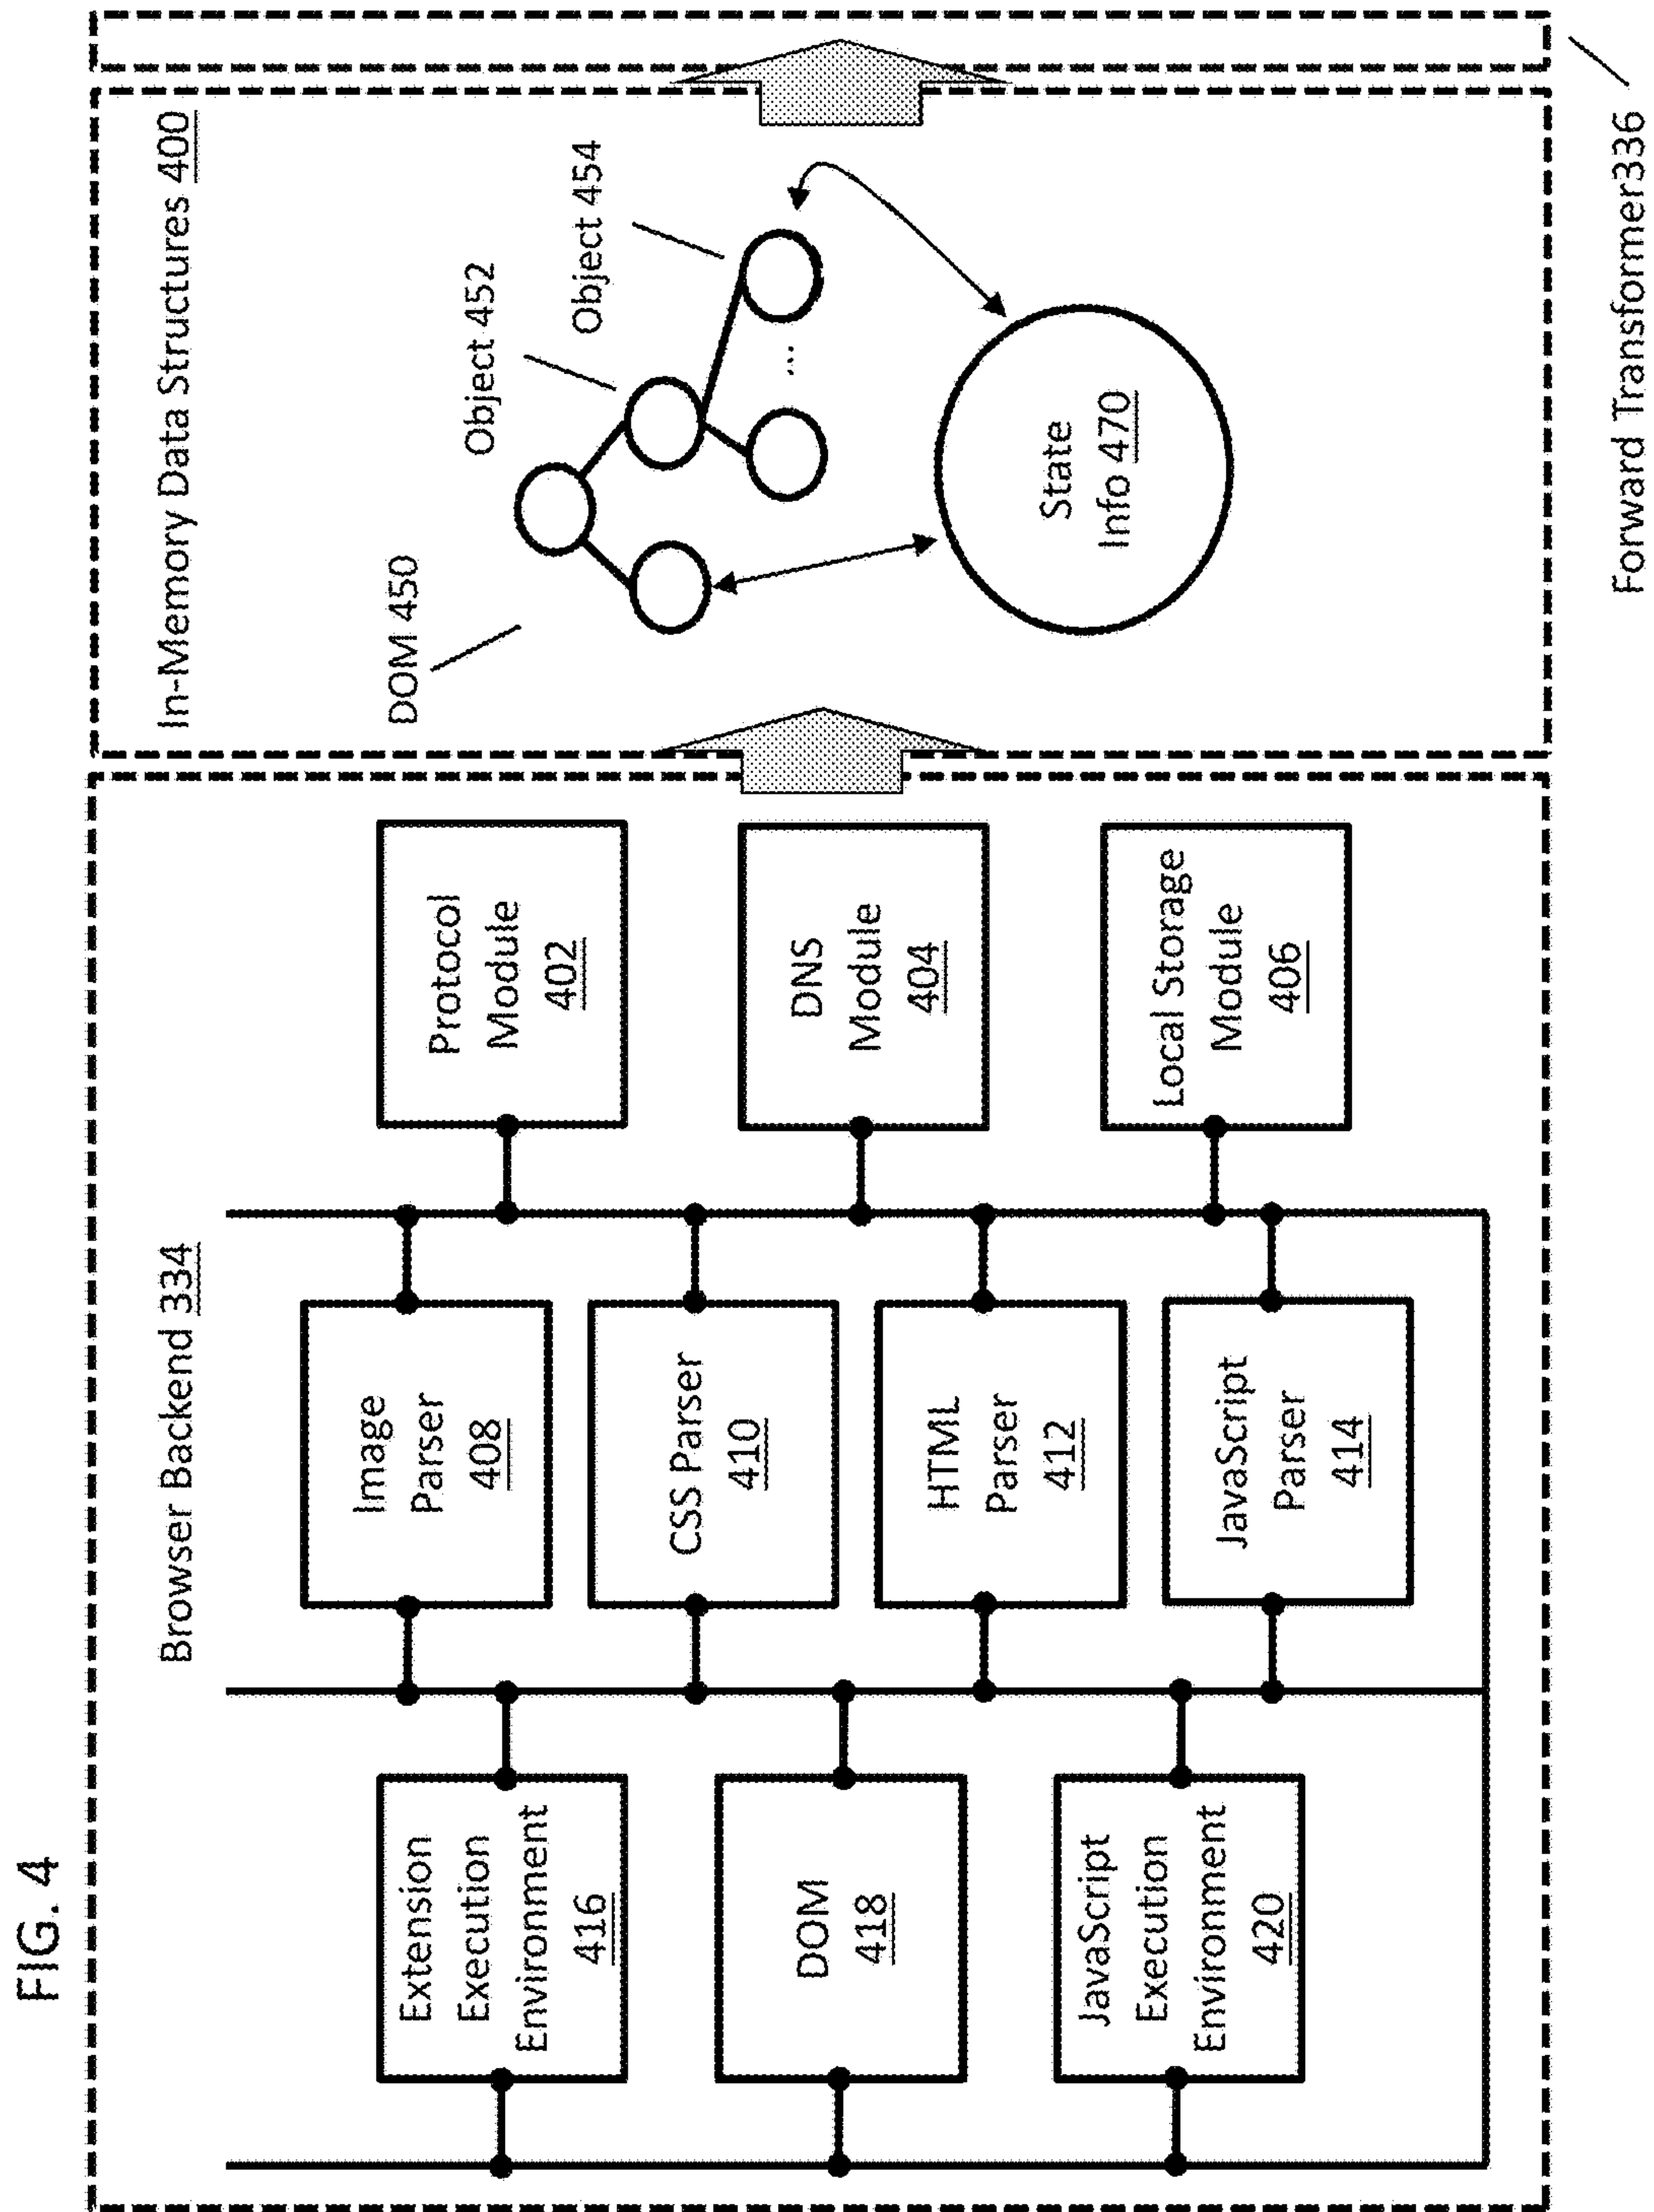 FIG. 4
Browser Backend 334
Extension
Execution
Environment
416
DOM
418
JavaScript
Execution
Environment
420
Image
Parser
408
CSS Parser
410
HTML
Parser
412
JavaScript
Parser
414
Protocol
Module
402
DNS
Module
404
Local Storage
Module
406
In-Memory Data Structures 400
DOM 450
Object 452
Object 454
...
State
Info 470
Forward Transformer336